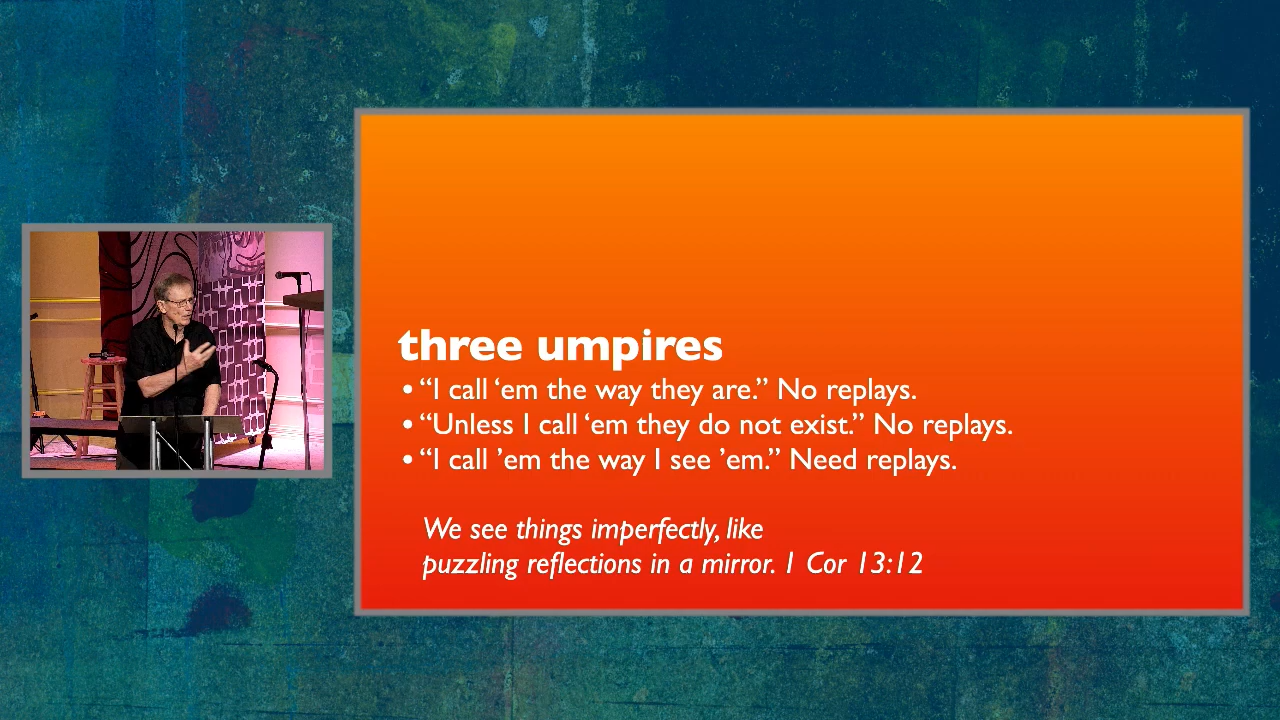 three umpires
• “I call ‘em the way they are.” No replays.
• “Unless I call ‘em they do not exist.” No replays.
• “I call ’em the way I see ’em.” Need replays.
We see things imperfectly, like
puzzling reflections in a mirror. 1 Cor 13:12